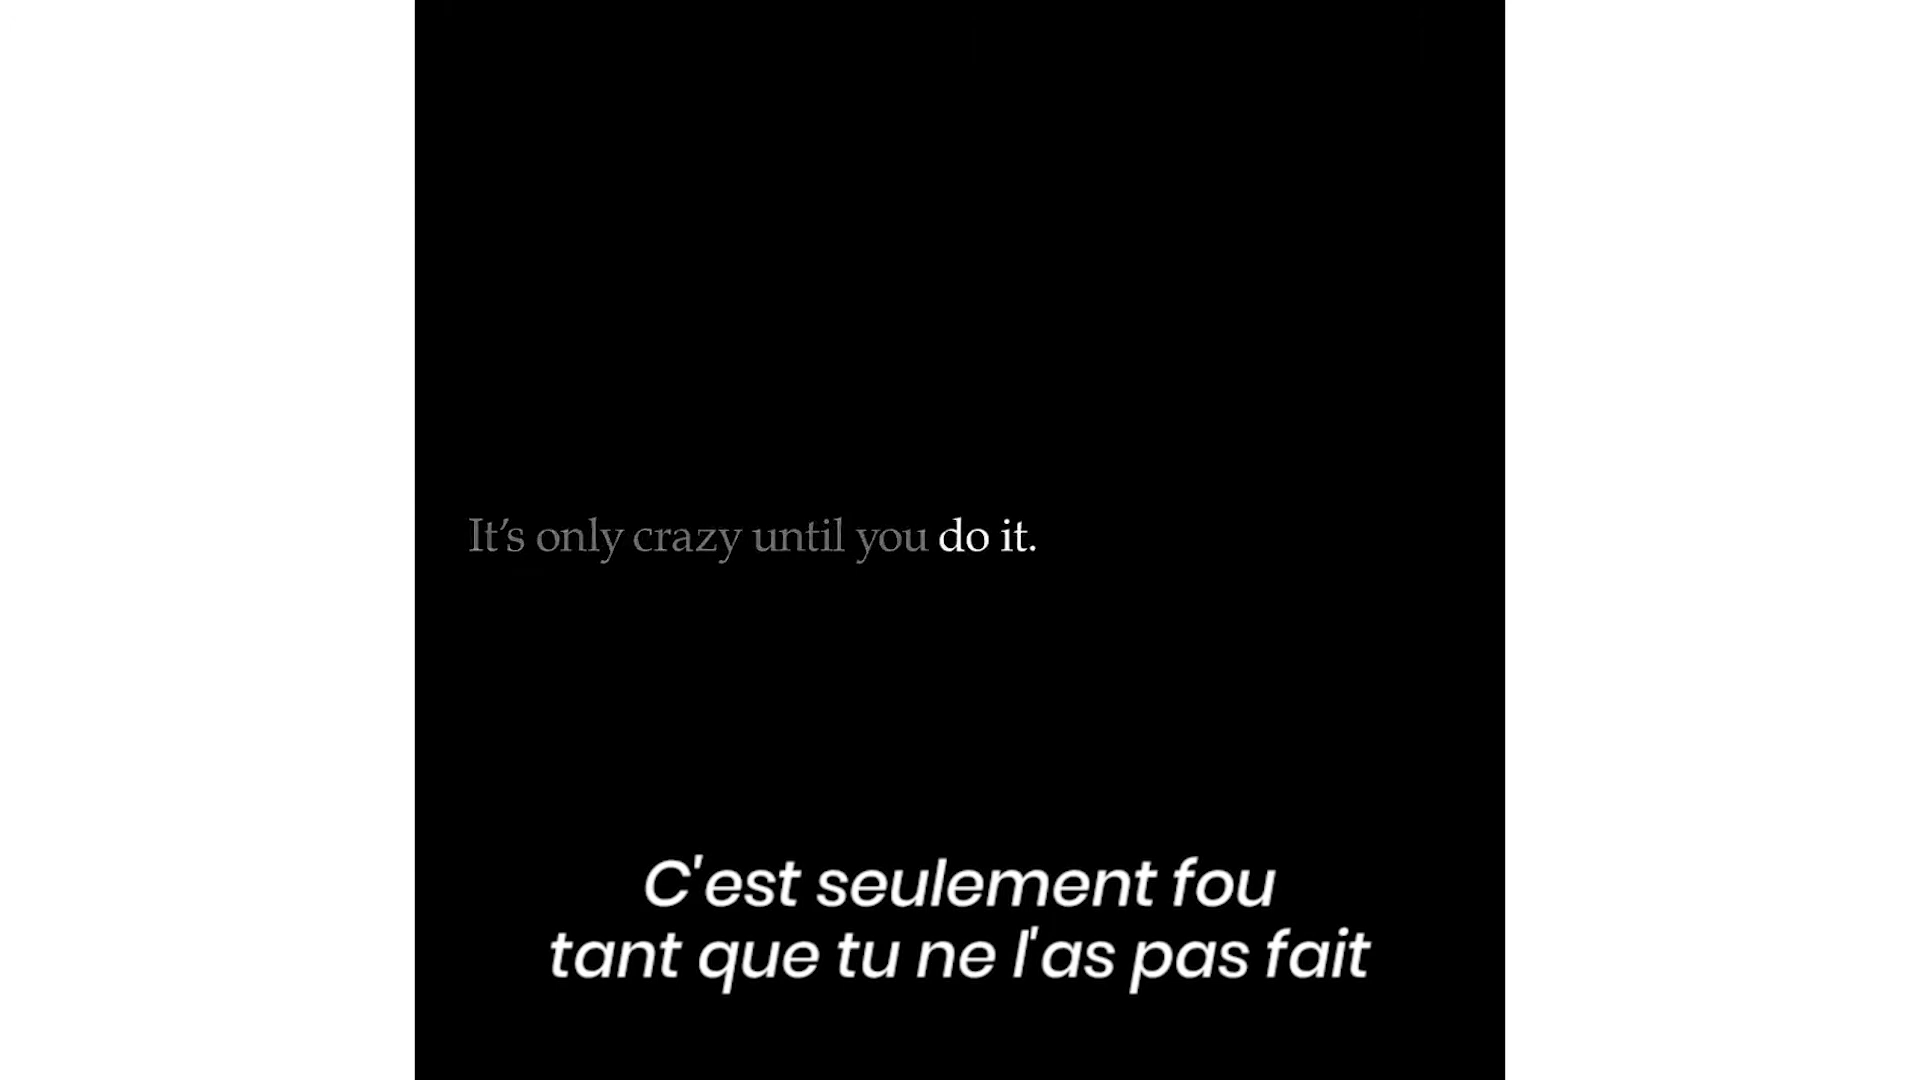 It’s only crazy until you do it.
C'est seulement fou
tant que tu ne l'as pas fait